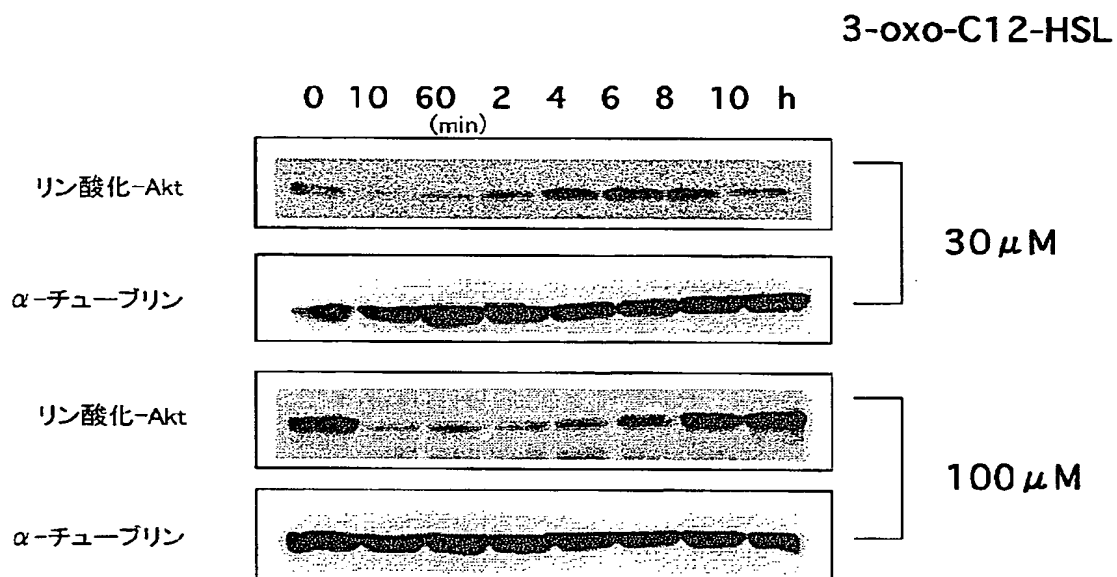 3-oxo-C12-HSL
0 10 60 2 4 6 8 10 h
(min)
リン酸化-Akt
30μM
α-チューブリン
リン酸化-Akt
100μM
α-チューブリン